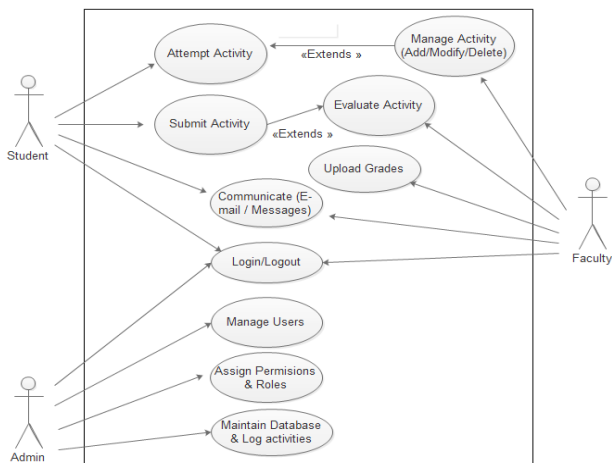 Manage Activity
(Add/Modify/Delete)
Attempt Activity
«Extends »
Evaluate Activity
Submit Activity
«Extends »
Student
Upload Grades
Communicate (E-
mail / Messages)
Faculty
Login/Logout
Manage Users
Assign Permisions
& Roles
Maintain Database
& Log activities
Admin